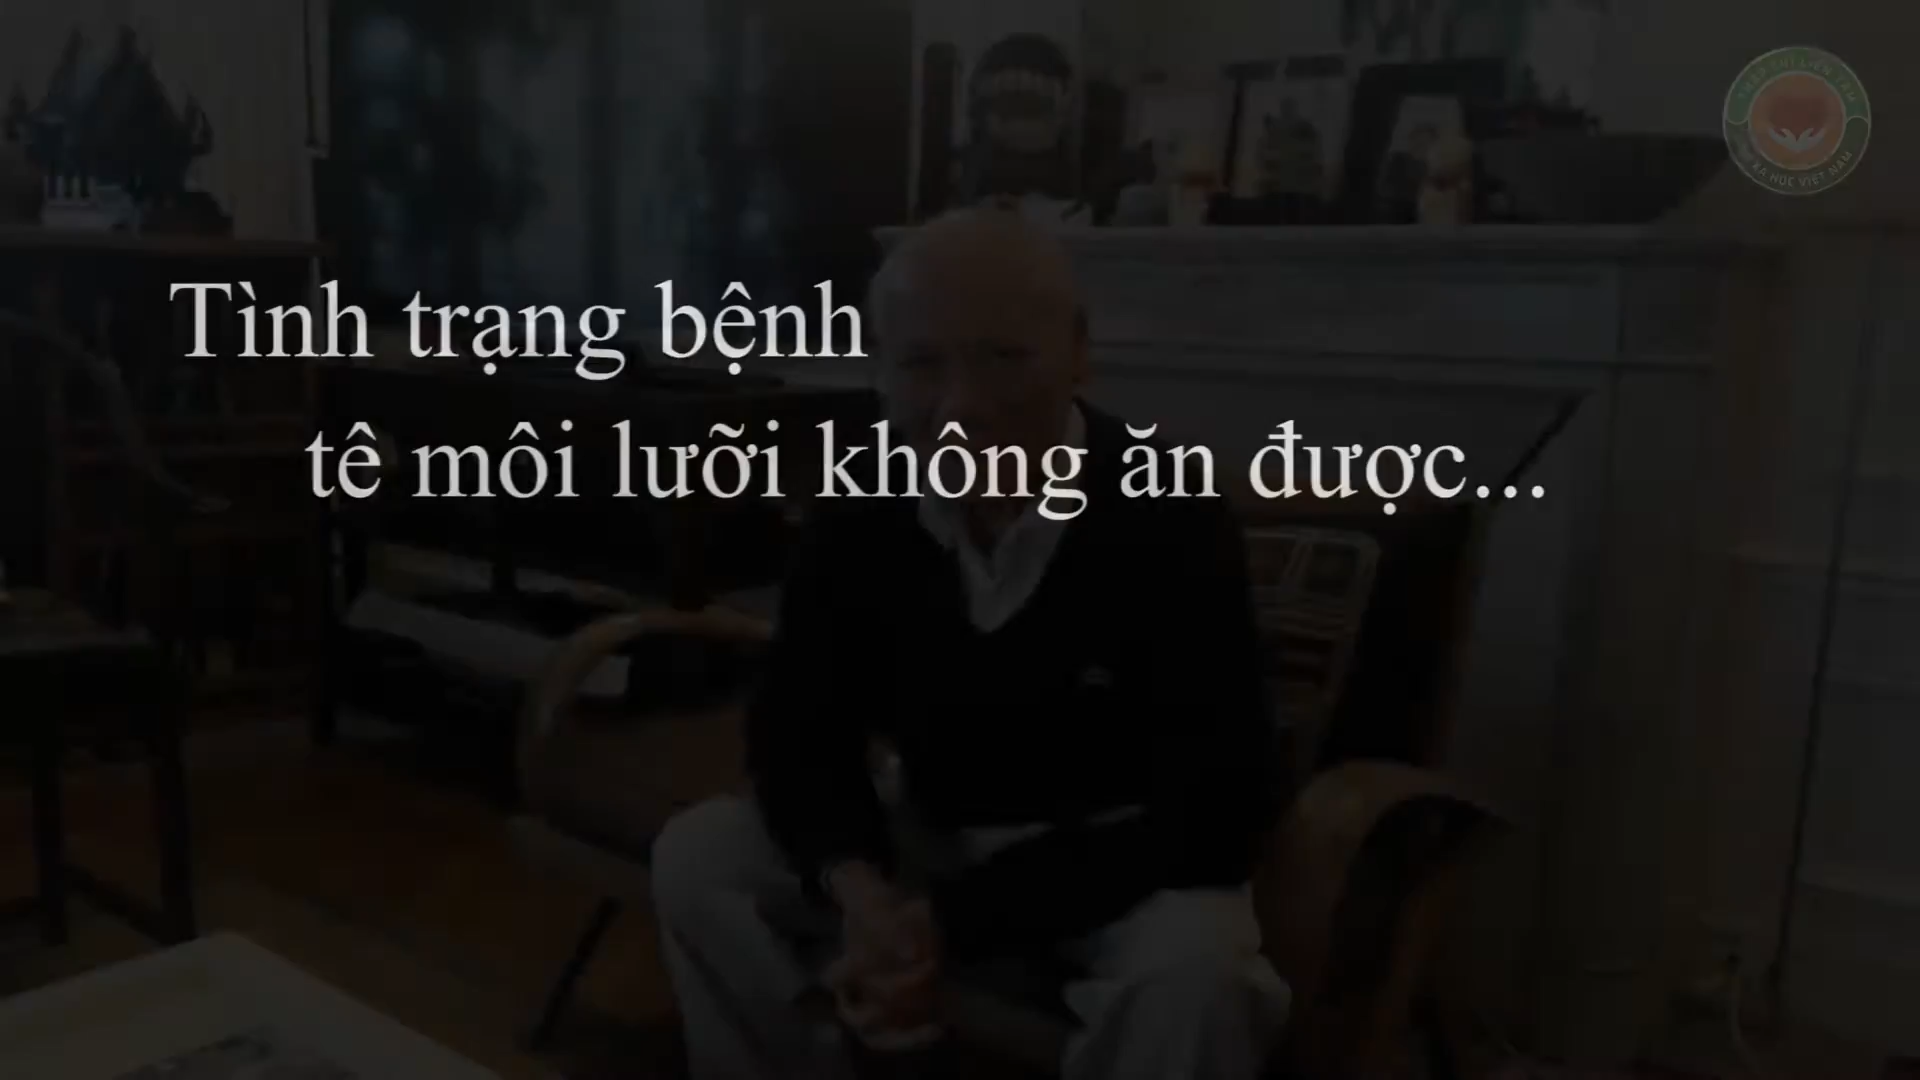 Tình trạng bệnh
tê môi lưỡi không ăn được...